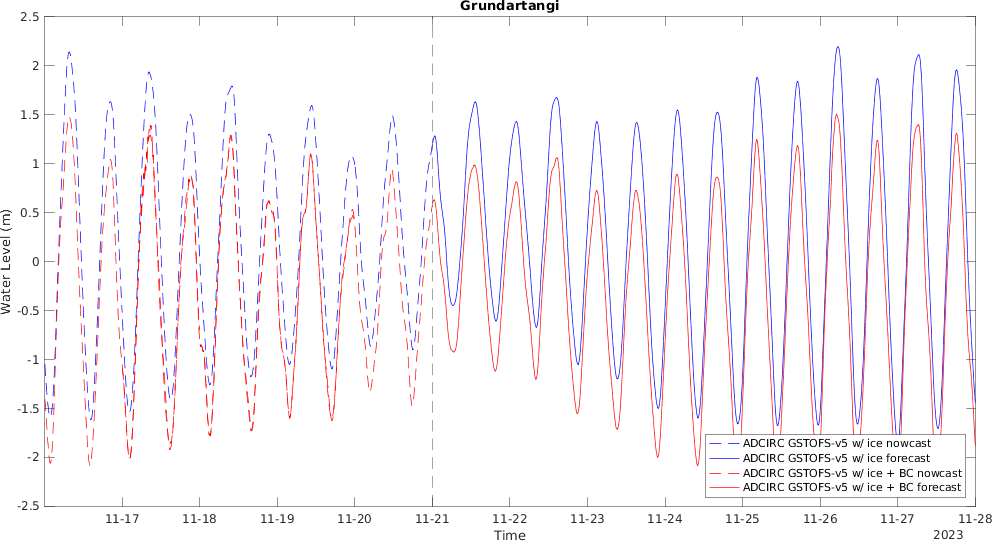 Grundartangi
2.5
2
1.5
1
0.5
0
-0.5
-1
-1.5
-2
-2.5
Water Level (m)
ADCIRC GSTOFS-v5 w/ ice nowcast
ADCIRC GSTOFS-v5 w/ ice forecast
ADCIRC GSTOFS-v5 w/ ice + BC nowcast
ADCIRC GSTOFS-v5 w/ ice + BC forecast
11-17 11-18 11-19 11-20 11-21 11-22 11-23 11-24 11-25 11-26 11-27 11-28
Time
2023